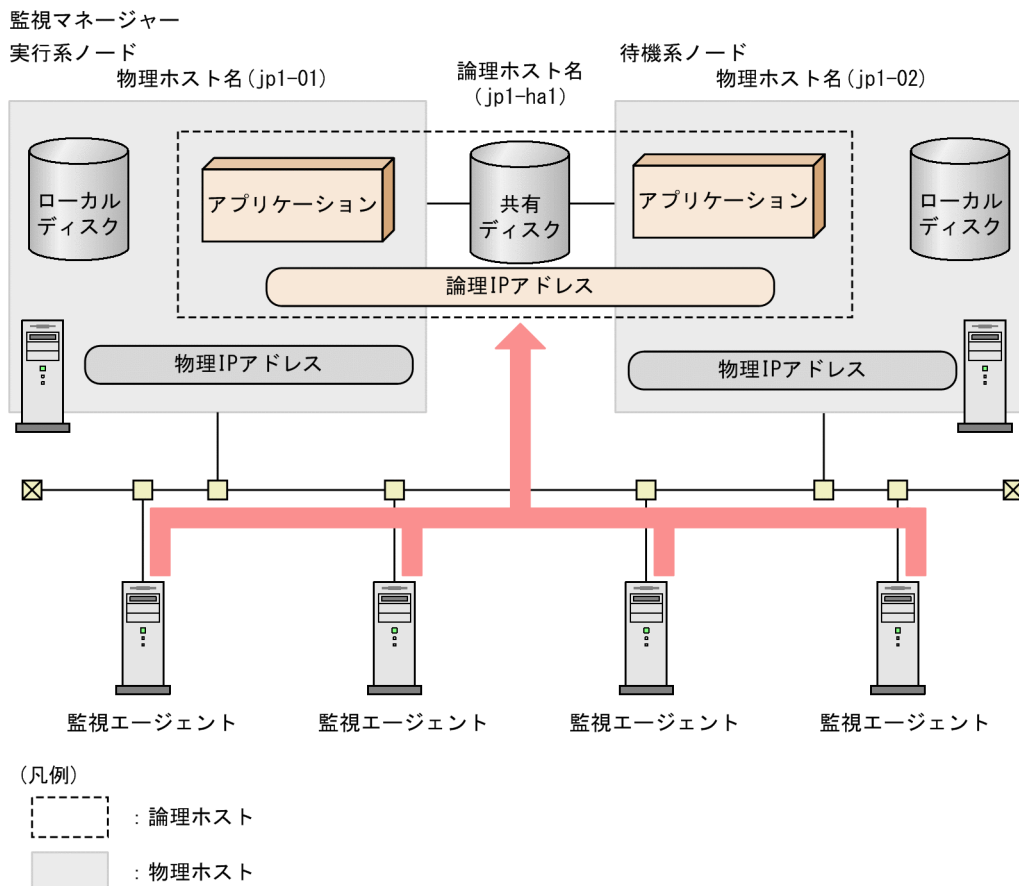 監視マネージャー
実行系ノード
待機系ノード
物理ホスト名(jp1-01)
論理ホスト名
(jp1-ha1)
物理ホスト名(jp1-02)
ローカル
ディスク
アプリケーション
共有
ディスク
アプリケーション
ローカル
ディスク
論理IPアドレス
物理IPアドレス
物理IPアドレス
監視エージェント
監視エージェント
監視エージェント
監視エージェント
(凡例)
:論理ホスト
:物理ホスト